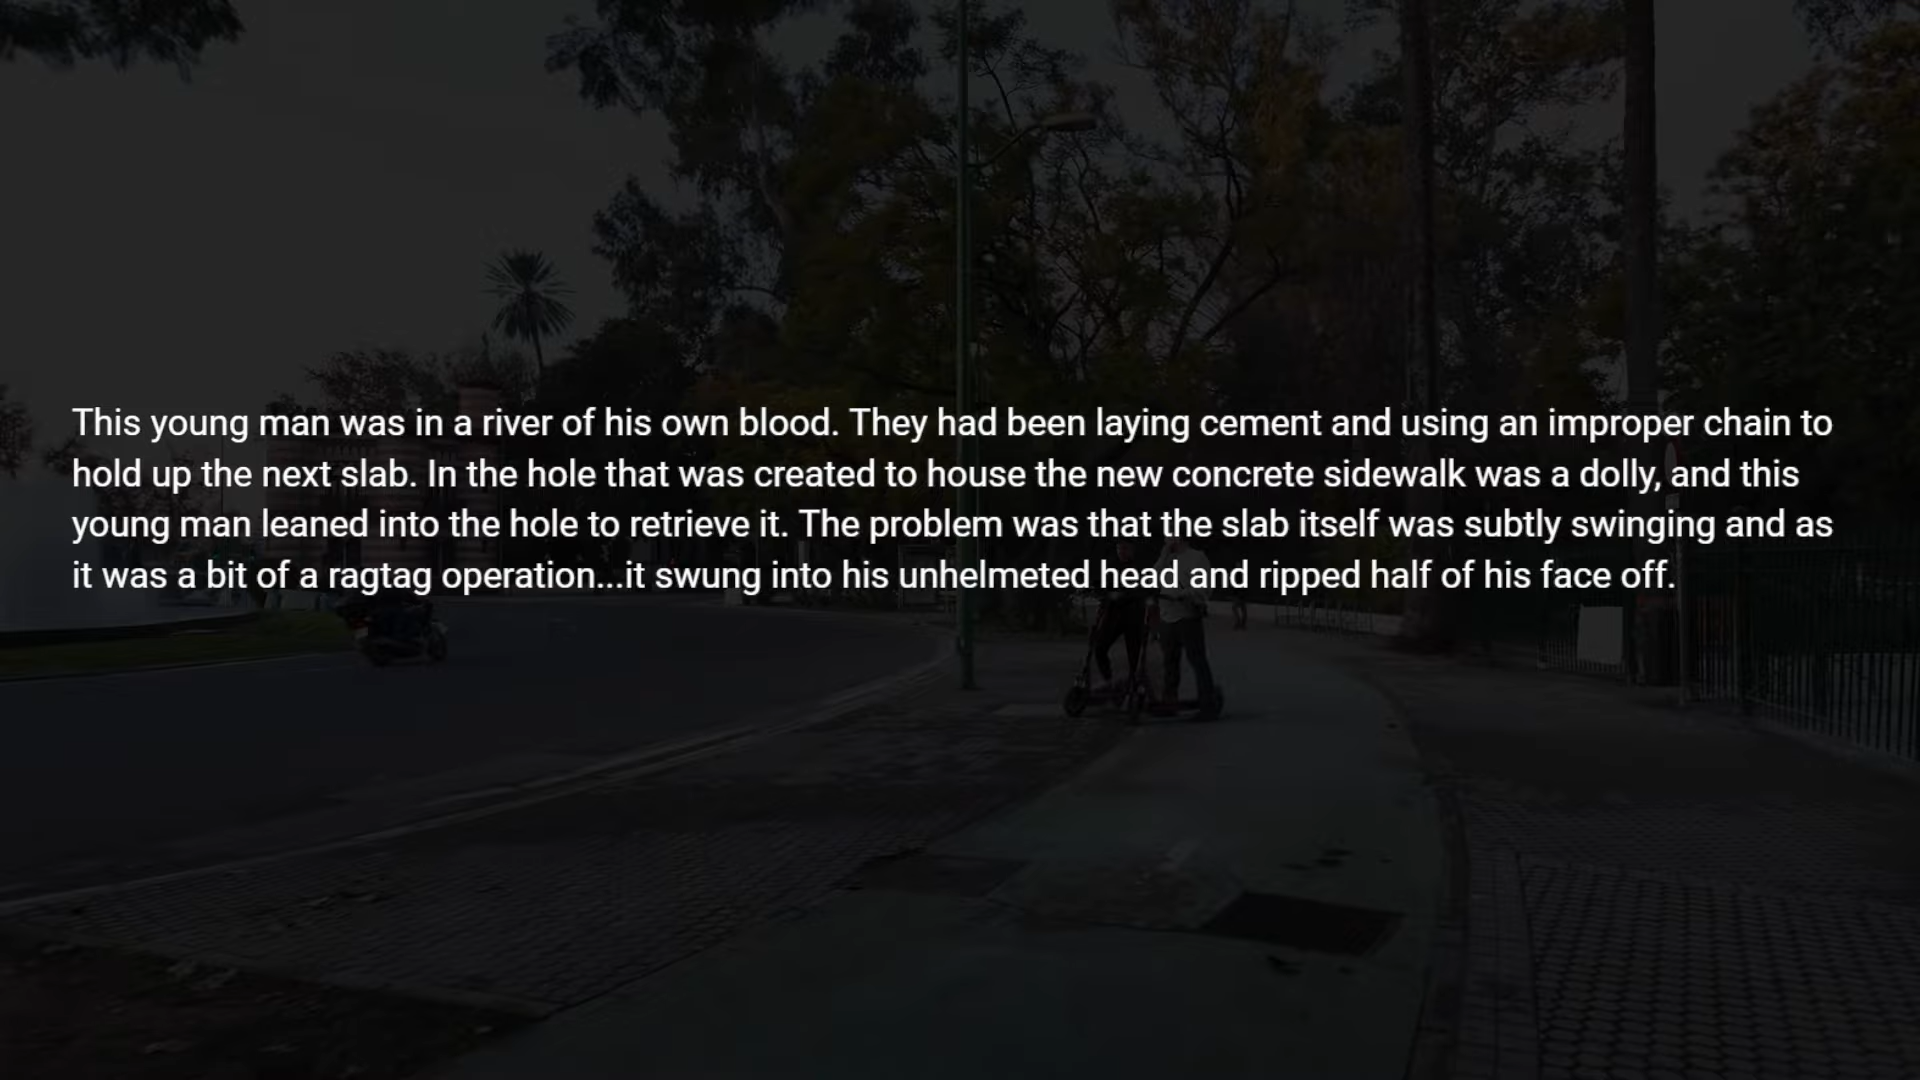 This young man was in a river of his own blood. They had been laying cement and using an improper chain to
hold up the next slab. In the hole that was created to house the new concrete sidewalk was a dolly, and this
young man leaned into the hole to retrieve it. The problem was that the slab itself was subtly swinging and as
it was a bit of a ragtag operation...it swung into his unhelmeted head and ripped half of his face off.